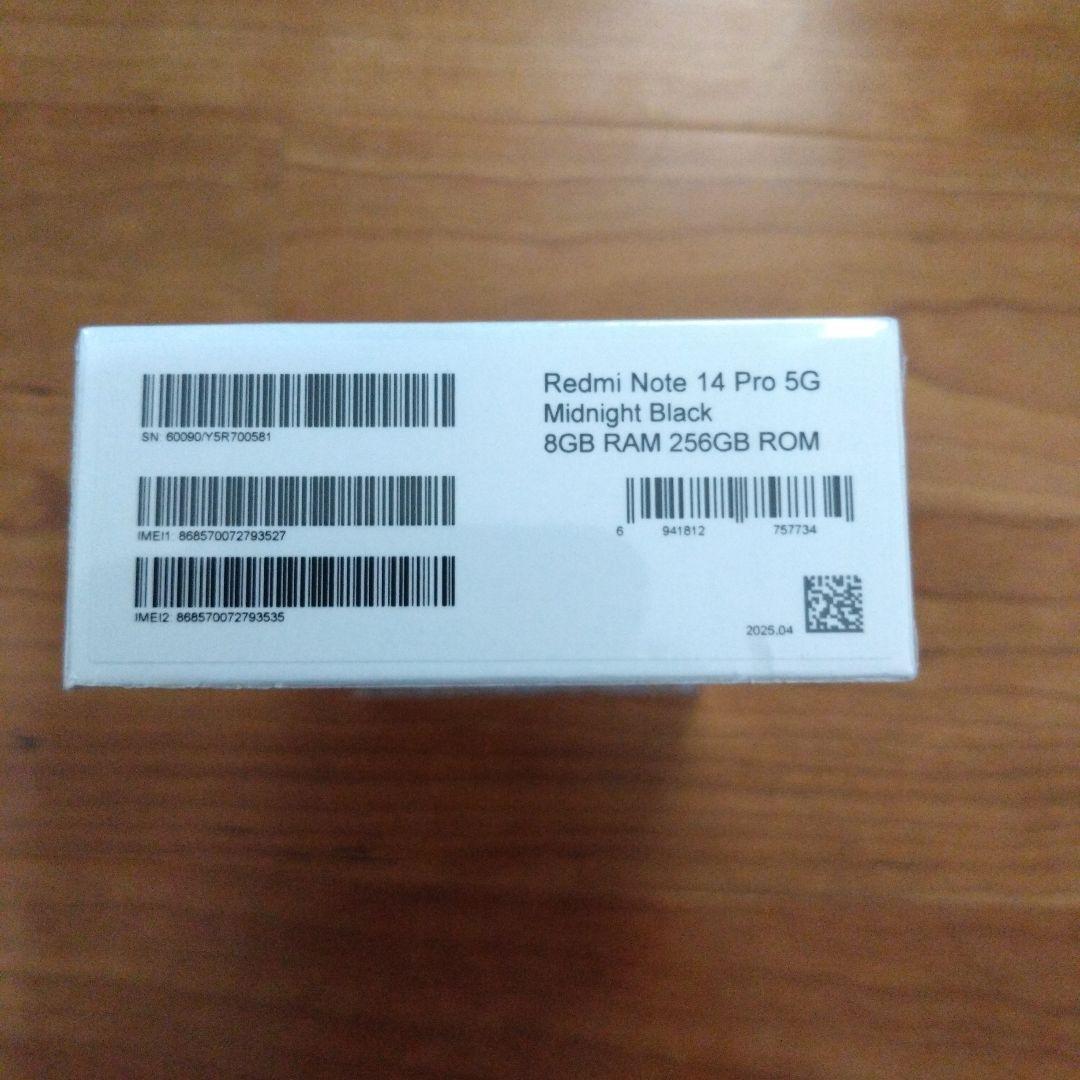 SN: 60090/Y5R700581
IMEI1: 868570072793527
IMEI2: 868570072793535
Redmi Note 14 Pro 5G
Midnight Black
8GB RAM 256GB ROM
6 941812 757734
2025.04